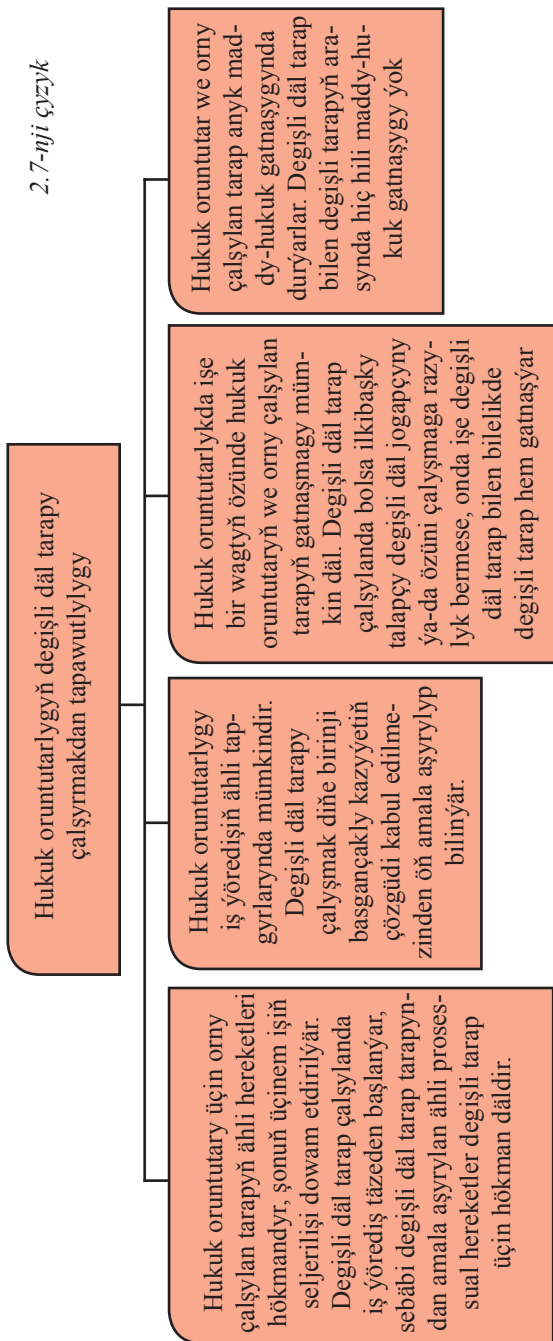 2.7-nji çyzyk
Hukuk oruntutarlygyň degişli däl tarapy
çalşyrmakdan tapawutlylygy
Hukuk oruntutary üçin orny
çalşylan tarapyň ähli hereketleri
hökmandyr, şonuň üçinem işiň
seljerilişi dowam etdirilýär.
Degişli däl tarap çalşylanda
iş ýörediş täzeden başlanýar,
sebäbi degişli däl tarap tarapyn-
dan amala aşyrylan ähli proses-
sual hereketler degişli tarap
üçin hökman däldir.
Hukuk oruntutarlygy
iş ýöredişiň ähli tap-
gyrlarynda mümkindir.
Degişli däl tarapy
çalyşmak diňe birinji
basgançakly kazyýetiň
çözgüdi kabul edilme-
zinden öň amala aşyrylyp
bilinýär.
Hukuk oruntutarlykda işe
bir wagtyň özünde hukuk
oruntutaryň we orny çalşylan
tarapyň gatnaşmagy müm-
kin däl. Degişli däl tarap
çalşylanda bolsa ilkibaşky
talapçy degişli däl jogapçyny
ýa-da özüni çalyşmaga razy-
lyk bermese, onda işe degişli
däl tarap bilen bilelikde
degişli tarap hem gatnaşýar
Hukuk oruntutar we orny
çalşylan tarap anyk mad-
dy-hukuk gatnaşygynda
durýarlar. Degişli däl tarap
bilen degişli tarapyň ara-
synda hiç hili maddy-hu-
kuk gatnaşygy ýok